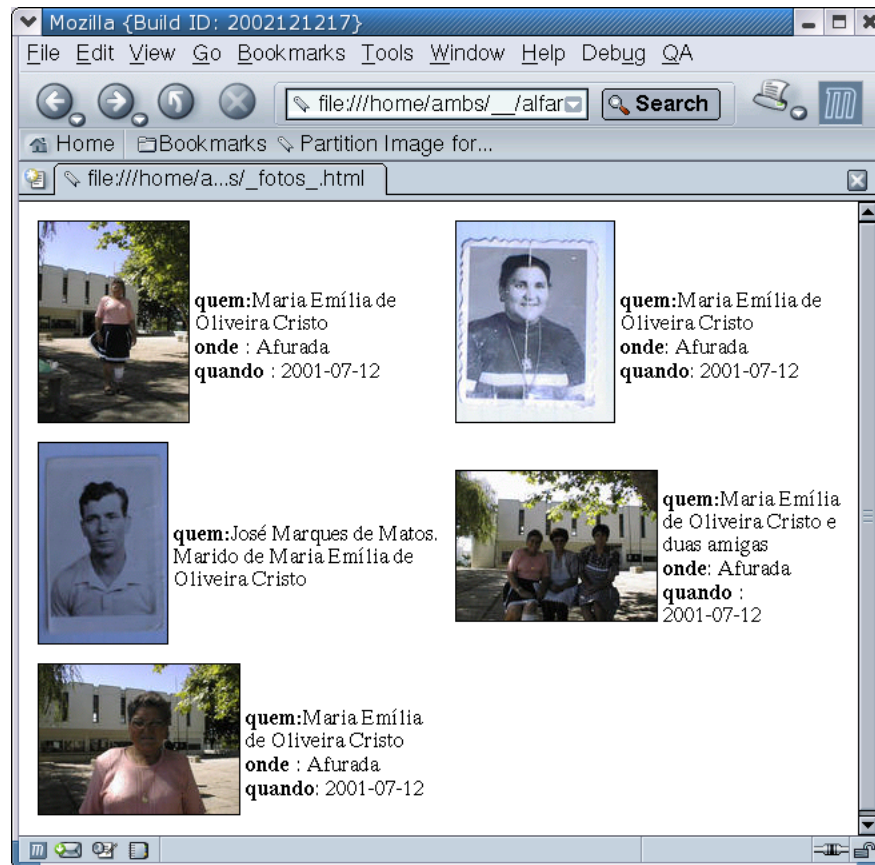 Mozilla {Build ID: 2002121217}
File Edit View Go Bookmarks Tools Window Help Debug QA
file:///home/ambs/__/alfar
Search
Home Bookmarks Partition Image for...
file:///home/a...s/_fotos_.html
quem:Maria Emília de
Oliveira Cristo
onde : Afurada
quando : 2001-07-12
quem:Maria Emília de
Oliveira Cristo
onde: Afurada
quando: 2001-07-12
quem:José Marques de Matos.
Marido de Maria Emília de
Oliveira Cristo
quem:Maria Emília
de Oliveira Cristo e
duas amigas
onde: Afurada
quando :
2001-07-12
quem:Maria Emília
de Oliveira Cristo
onde : Afurada
quando: 2001-07-12